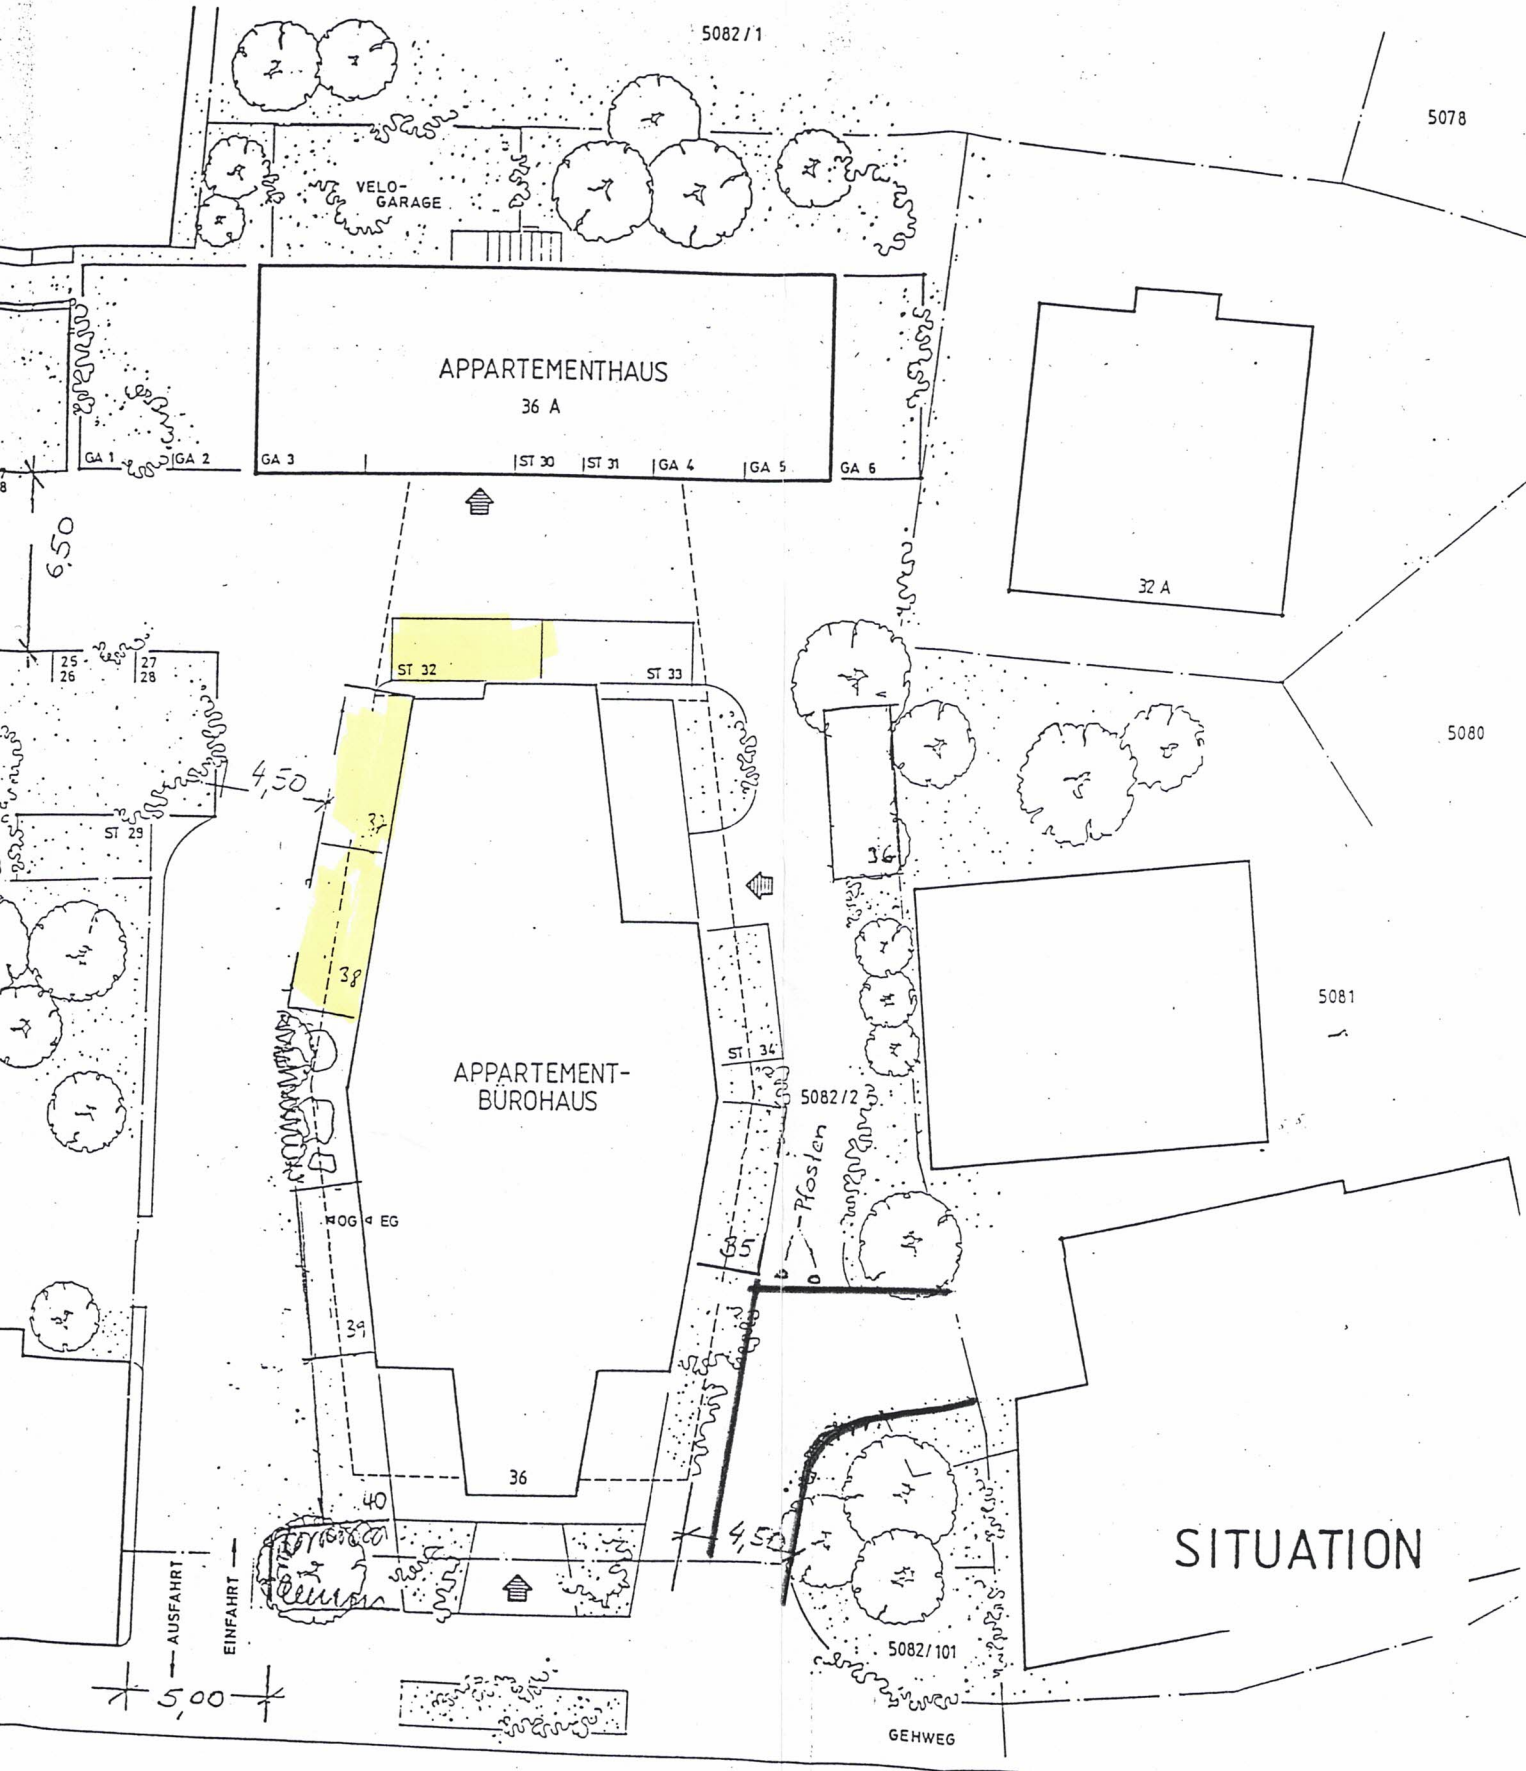 5082/1
5078
VELO-
GARAGE
APPARTEMENTHAUS
36 A
GA 1
GA 2
GA 3
ST 30
ST 31
GA 4
GA 5
GA 6
8
6,50
32 A
25
26
27
28
ST 32
ST 33
5080
4,50
37
ST 29
36
38
5081
ST 34
APPARTEMENT-
BÜROHAUS
5082/2
Pfosten
OG EG
35
39
36
40
4,50
SITUATION
AUSFAHRT
EINFAHRT
5082/101
5,00
GEHWEG